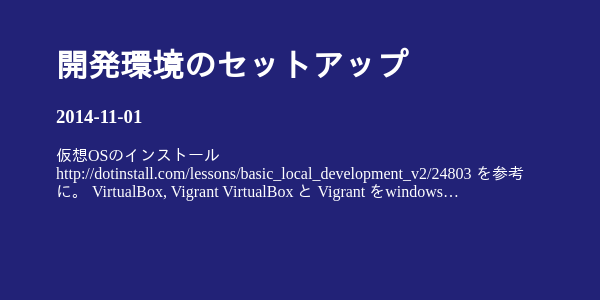 開発環境のセットアップ
2014-11-01
仮想OSのインストール
http://dotinstall.com/lessons/basic_local_development_v2/24803 を参考
に。 VirtualBox, Vigrant VirtualBox と Vigrant をwindows…